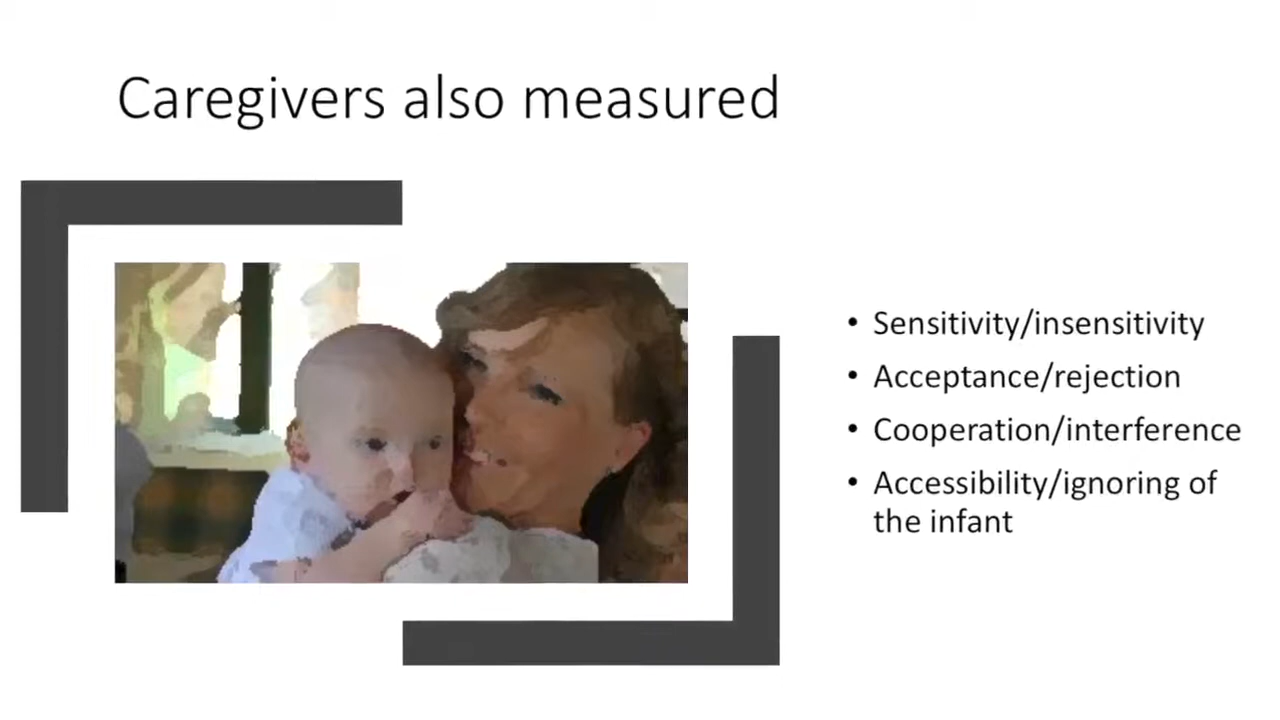 Caregivers also measured
• Sensitivity/insensitivity
• Acceptance/rejection
• Cooperation/interference
• Accessibility/ignoring of
the infant